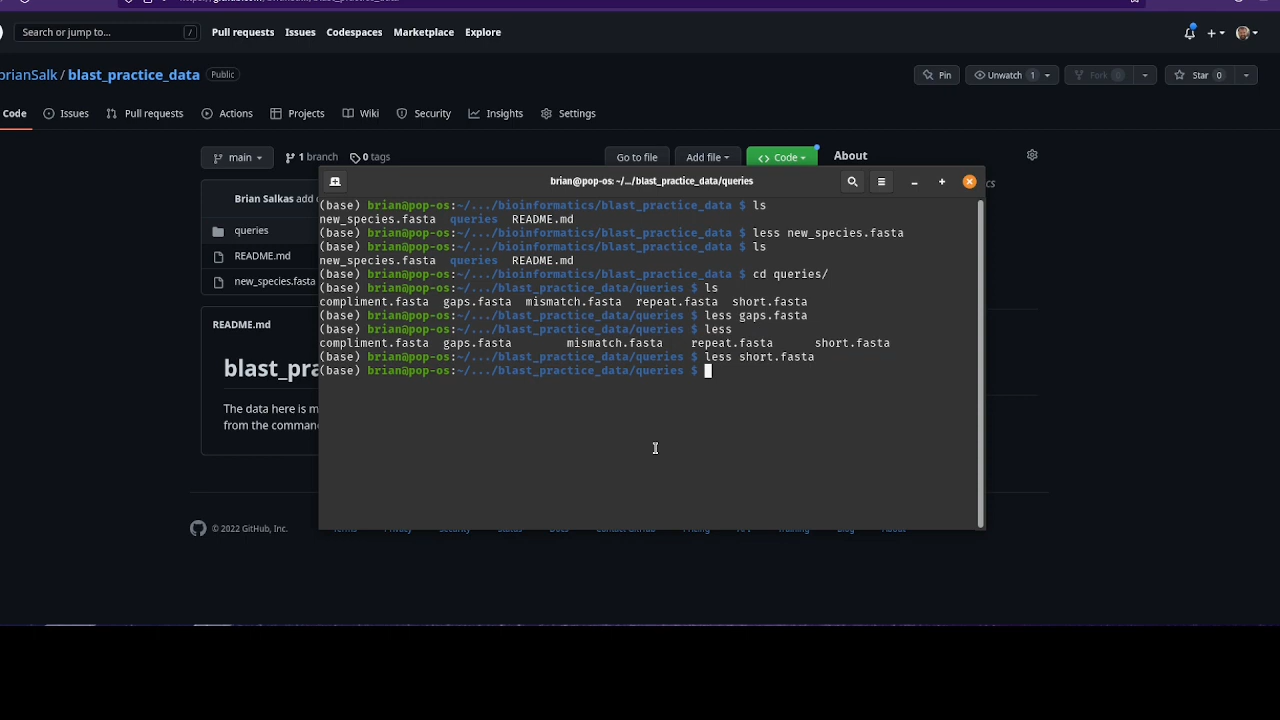 Search or jump to... /
Pull requests Issues Codespaces Marketplace Explore
brianSalk / blast_practice_data Public
Pin Unwatch 1 Fork 0 Star 0
Code Issues Pull requests Actions Projects Wiki Security Insights Settings
main 1 branch 0 tags Go to file Add file Code About
brian@pop-os: ~/.../blast_practice_data/queries
Brian Salkas add
queries
README.md
new_species.fasta
README.md
blast_pra
The data here is m
from the comman
(base) brian@pop-os:~/.../bioinformatics/blast_practice_data $ ls
new_species.fasta queries README.md
(base) brian@pop-os:~/.../bioinformatics/blast_practice_data $ less new_species.fasta
(base) brian@pop-os:~/.../bioinformatics/blast_practice_data $ ls
new_species.fasta queries README.md
(base) brian@pop-os:~/.../bioinformatics/blast_practice_data $ cd queries/
(base) brian@pop-os:~/.../blast_practice_data/queries $ ls
compliment.fasta gaps.fasta mismatch.fasta repeat.fasta short.fasta
(base) brian@pop-os:~/.../blast_practice_data/queries $ less gaps.fasta
(base) brian@pop-os:~/.../blast_practice_data/queries $ less
compliment.fasta gaps.fasta mismatch.fasta repeat.fasta short.fasta
(base) brian@pop-os:~/.../blast_practice_data/queries $ less short.fasta
(base) brian@pop-os:~/.../blast_practice_data/queries $
© 2022 GitHub, Inc.